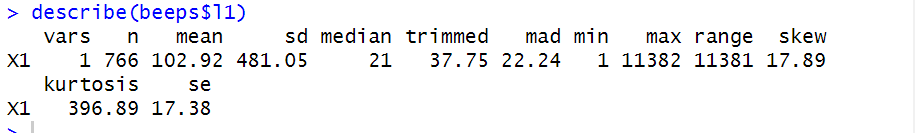 > describe(beeps$l1)
   vars   n   mean     sd median trimmed   mad min   max range  skew
X1    1 766 102.92 481.05     21   37.75 22.24   1 11382 11381 17.89
   kurtosis    se
X1   396.89 17.38
>